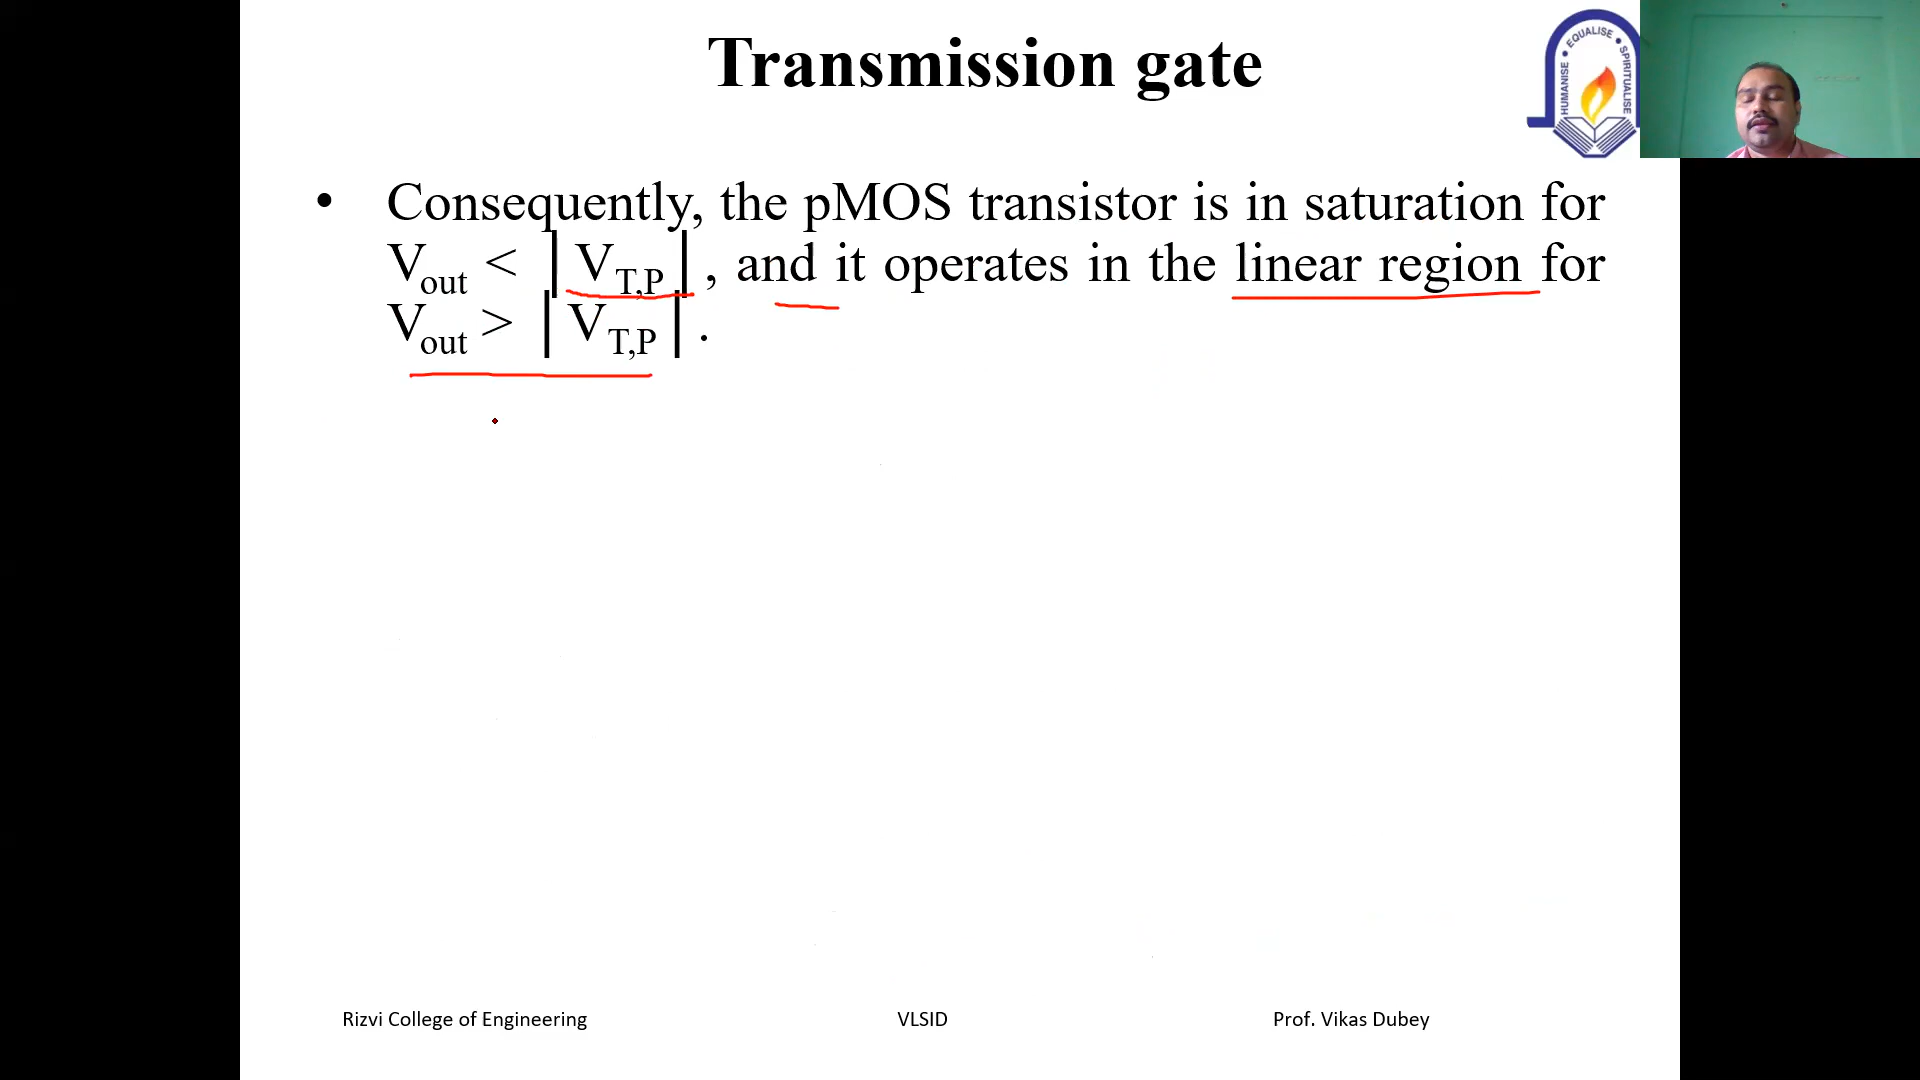 Transmission gate
HUMANISE • EQUALISE • SPIRITUALISE
• Consequently, the pMOS transistor is in saturation for
Vout < |VT,P|, and it operates in the linear region for
Vout > |VT,P|.
Rizvi College of Engineering
VLSID
Prof. Vikas Dubey